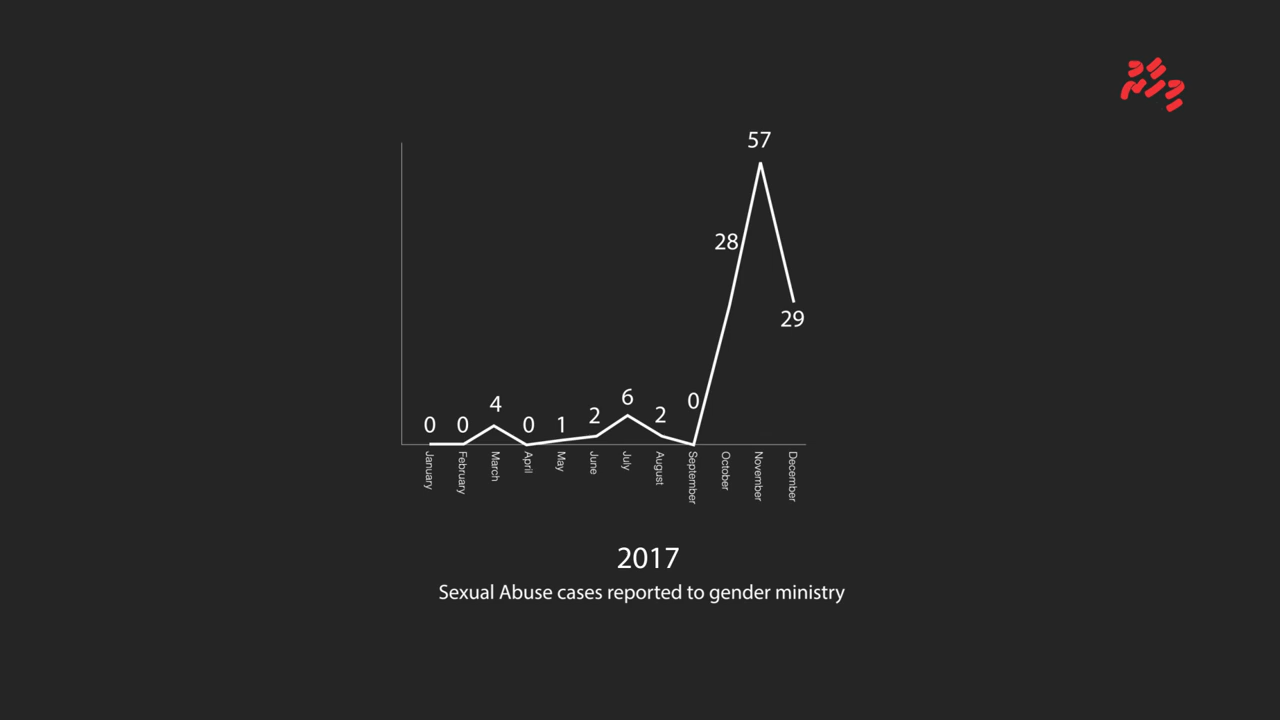 57
28
29
0 0 4 0 1 2 6 2 0
January February March April May June July August September October November December
2017
Sexual Abuse cases reported to gender ministry